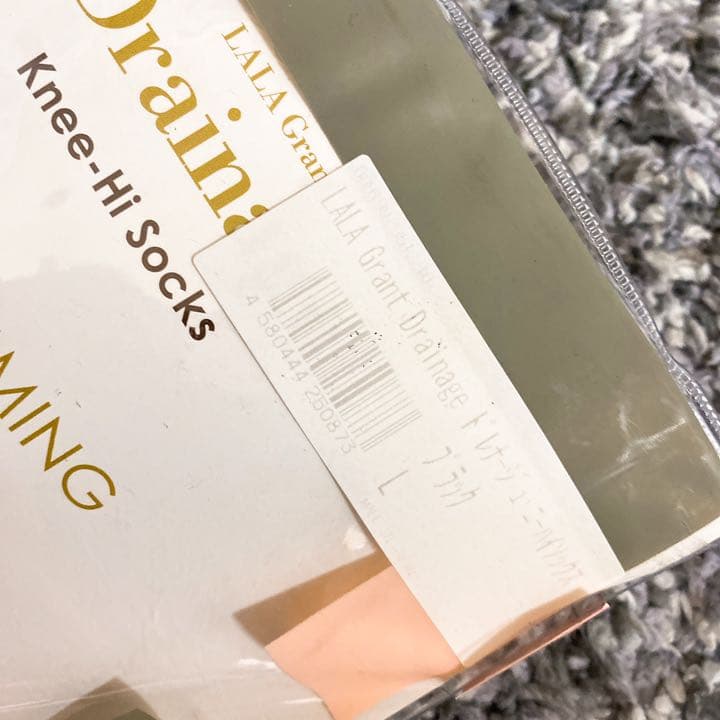 LALA Gran
Draina
Knee-Hi Socks
MING
LALA Grant Drainage ドレナージュニーハイソックス
ブラック
L
4 580444 250873